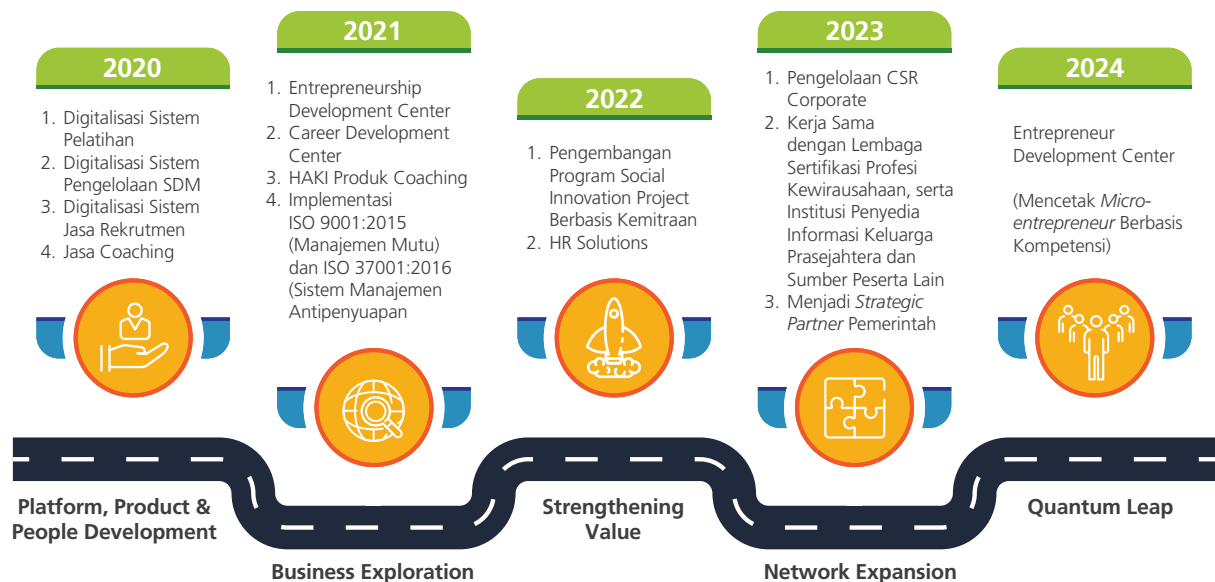 2020
1. Digitalisasi Sistem
Pelatihan
2. Digitalisasi Sistem
Pengelolaan SDM
3. Digitalisasi Sistem
Jasa Rekrutmen
4. Jasa Coaching
Platform, Product &
People Development
2021
1. Entrepreneurship
Development Center
2. Career Development
Center
3. HAKI Produk Coaching
4. Implementasi
ISO 9001:2015
(Manajemen Mutu)
dan ISO 37001:2016
(Sistem Manajemen
Antipenyuapan
Business Exploration
2022
1. Pengembangan
Program Social
Innovation Project
Berbasis Kemitraan
2. HR Solutions
Strengthening
Value
2023
1. Pengelolaan CSR
Corporate
2. Kerja Sama
dengan Lembaga
Sertifikasi Profesi
Kewirausahaan, serta
Institusi Penyedia
Informasi Keluarga
Prasejahtera dan
Sumber Peserta Lain
3. Menjadi Strategic
Partner Pemerintah
Network Expansion
2024
Entrepreneur
Development Center
(Mencetak Micro-
entrepreneur Berbasis
Kompetensi)
Quantum Leap